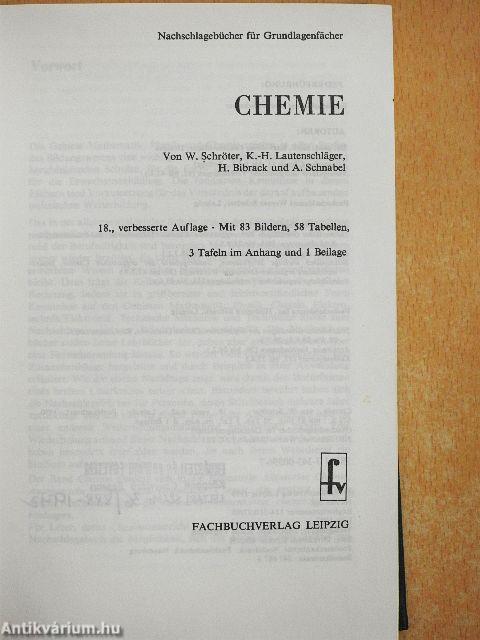 Nachschlagebücher für Grundlagenfächer
CHEMIE
Von W. Schröter, K.-H. Lautenschläger,
H. Bibrack und A. Schnabel
18., verbesserte Auflage · Mit 83 Bildern, 58 Tabellen,
3 Tafeln im Anhang und 1 Beilage
fv
FACHBUCHVERLAG LEIPZIG
Antikvárium.hu